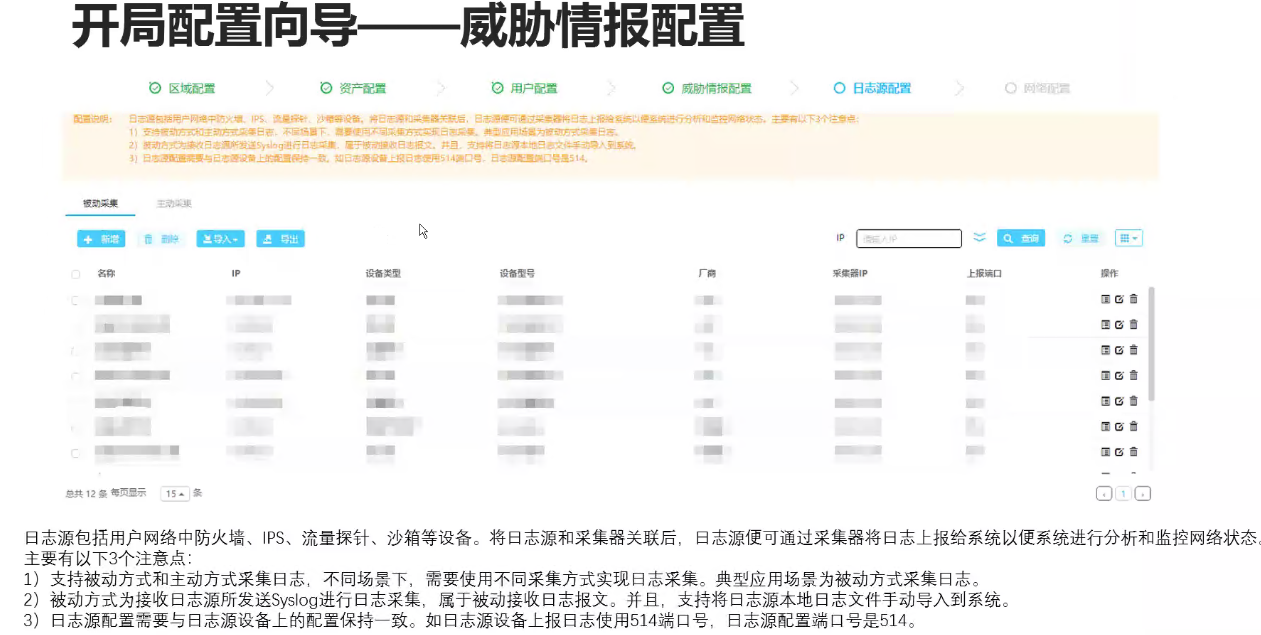 开局配置向导——威胁情报配置
区域配置 资产配置 用户配置 威胁情报配置 日志源配置 网络配置
配置说明: 日志源包括用户网络中防火墙、IPS、流量探针、沙箱等设备。将日志源和采集器关联后，日志源便可通过采集器将日志上报给系统以便系统进行分析和监控网络状态。主要有以下3个注意点:
1）支持被动方式和主动方式采集日志，不同场景下，需要使用不同采集方式实现日志采集。典型应用场景为被动方式采集日志。
2）被动方式为接收日志源所发送Syslog进行日志采集，属于被动接收日志报文。并且，支持将日志源本地日志文件手动导入到系统。
3）日志源配置需要与日志源设备上的配置保持一致。如日志源设备上报日志使用514端口号，日志源配置端口号是514。
被动采集 主动采集
新增 删除 导入 导出 IP 请输入IP 查询 重置
名称 IP 设备类型 设备型号 厂商 采集器IP 上报端口 操作
总共 12 条 每页显示 15 条 1
日志源包括用户网络中防火墙、IPS、流量探针、沙箱等设备。将日志源和采集器关联后，日志源便可通过采集器将日志上报给系统以便系统进行分析和监控网络状态。
主要有以下3个注意点:
1）支持被动方式和主动方式采集日志，不同场景下，需要使用不同采集方式实现日志采集。典型应用场景为被动方式采集日志。
2）被动方式为接收日志源所发送Syslog进行日志采集，属于被动接收日志报文。并且，支持将日志源本地日志文件手动导入到系统。
3）日志源配置需要与日志源设备上的配置保持一致。如日志源设备上报日志使用514端口号，日志源配置端口号是514。